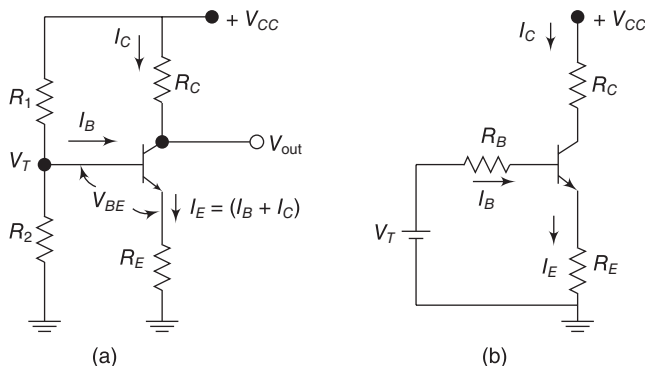 + V_CC
I_C
R_C
R_1
I_B
V_T
V_out
V_BE
I_E = (I_B + I_C)
R_2
R_E
(a)
+ V_CC
I_C
R_C
R_B
I_B
V_T
I_E
R_E
(b)